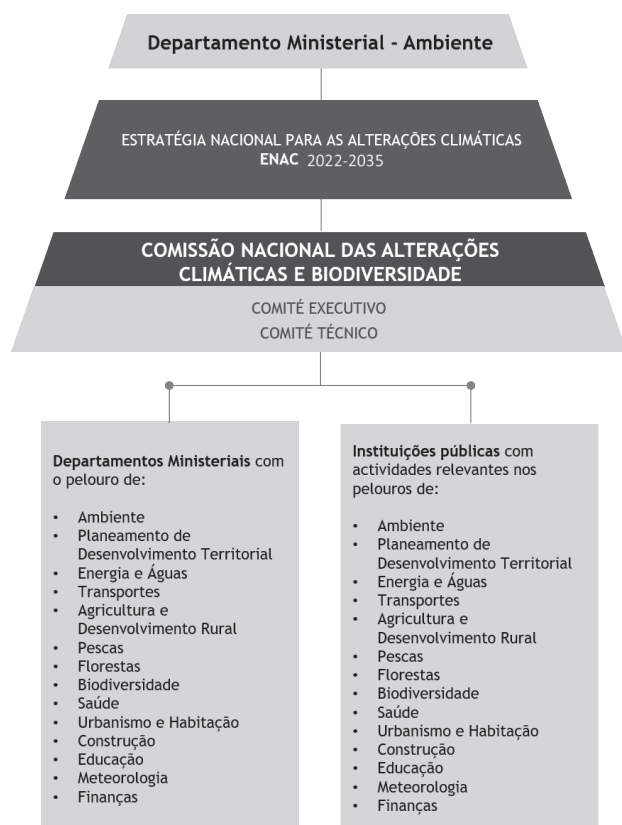 Departamento Ministerial - Ambiente
ESTRATÉGIA NACIONAL PARA AS ALTERAÇÕES CLIMÁTICAS
ENAC 2022-2035
COMISSÃO NACIONAL DAS ALTERAÇÕES
CLIMÁTICAS E BIODIVERSIDADE
COMITÉ EXECUTIVO
COMITÉ TÉCNICO
Departamentos Ministeriais com
o pelouro de:
• Ambiente
• Planeamento de
Desenvolvimento Territorial
• Energia e Águas
• Transportes
• Agricultura e
Desenvolvimento Rural
• Pescas
• Florestas
• Biodiversidade
• Saúde
• Urbanismo e Habitação
• Construção
• Educação
• Meteorologia
• Finanças
Instituições públicas com
actividades relevantes nos
pelouros de:
• Ambiente
• Planeamento de
Desenvolvimento Territorial
• Energia e Águas
• Transportes
• Agricultura e
Desenvolvimento Rural
• Pescas
• Florestas
• Biodiversidade
• Saúde
• Urbanismo e Habitação
• Construção
• Educação
• Meteorologia
• Finanças